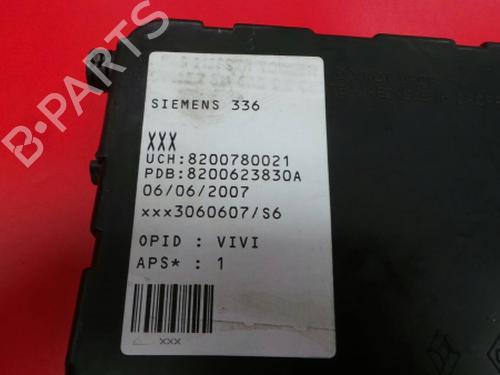 B-PARTS
SIEMENS 336
XXX
UCH:8200780021
PDB:8200623830A
06/06/2007
xxx3060607/S6
OPID : VIVI
APS* : 1
xxx